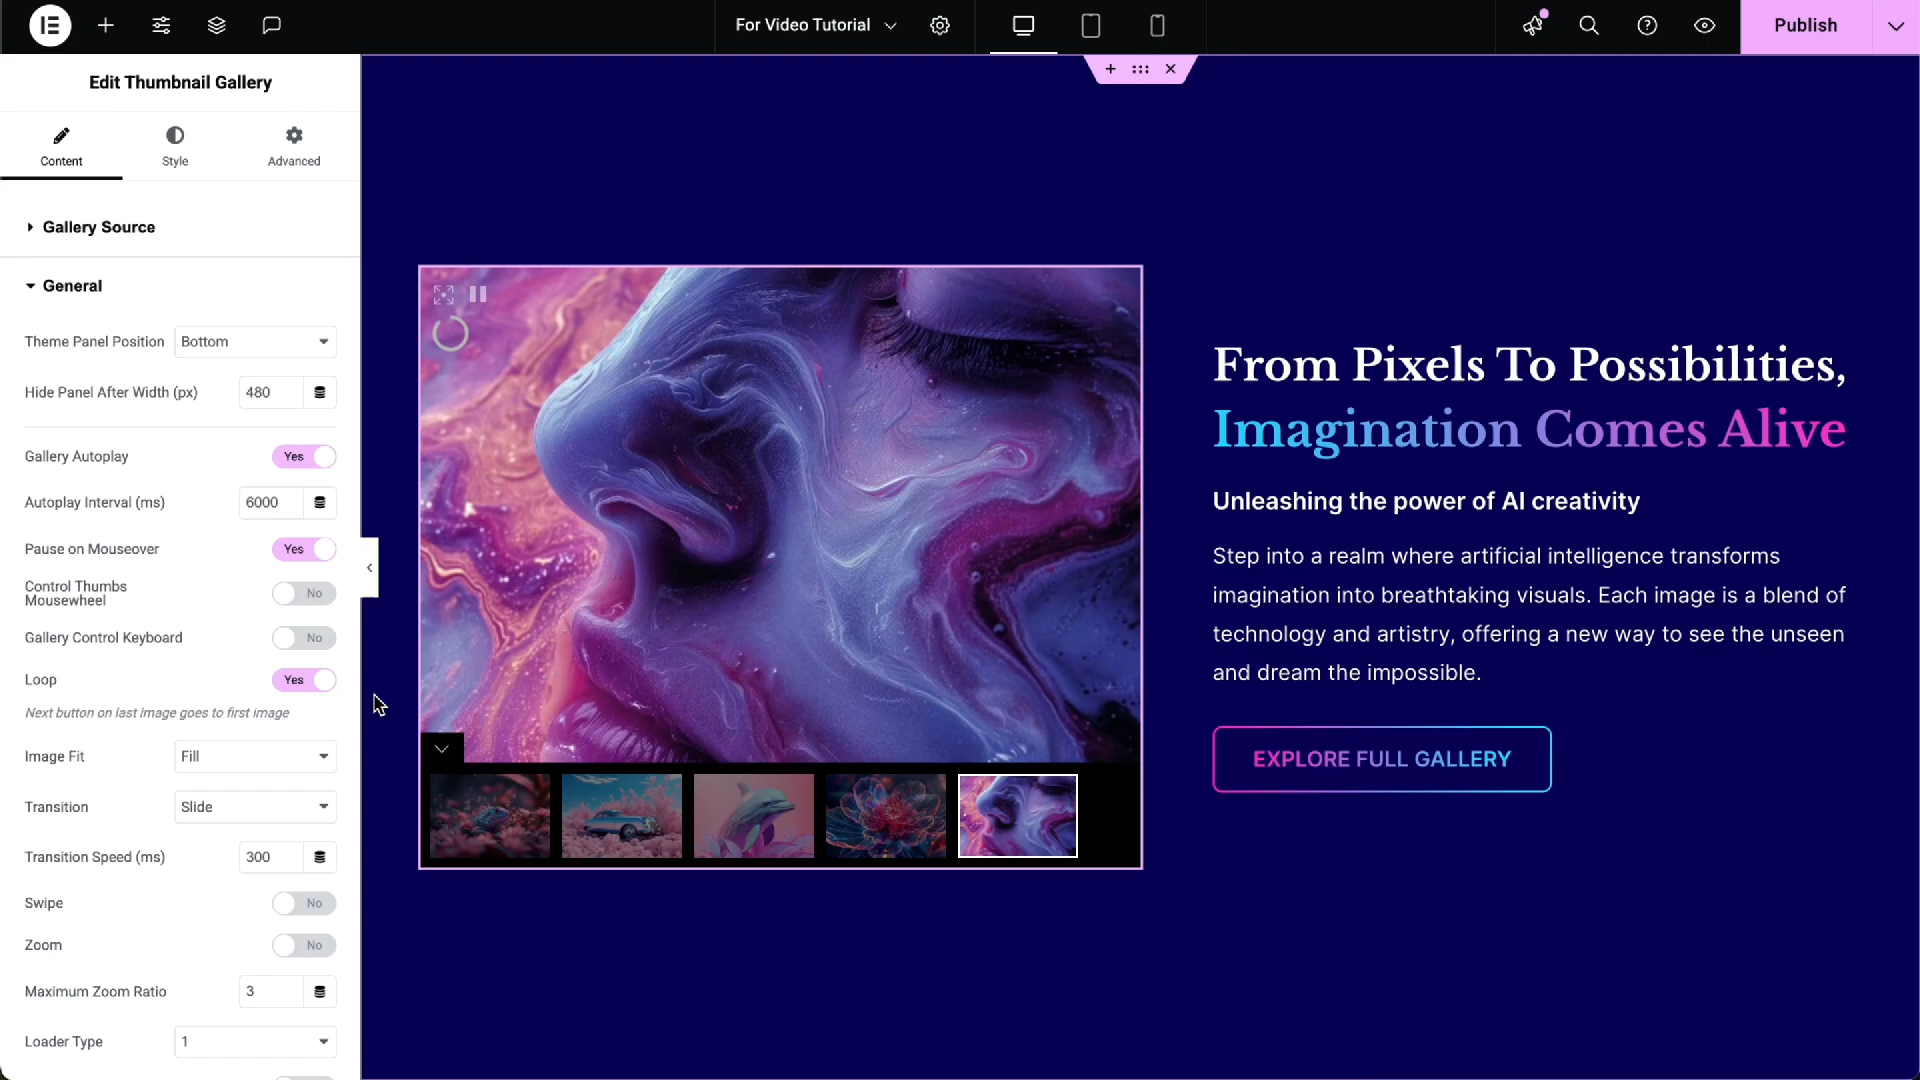 For Video Tutorial
Publish
Edit Thumbnail Gallery
Content
Style
Advanced
Gallery Source
General
Theme Panel Position
Bottom
Hide Panel After Width (px)
480
Gallery Autoplay
Yes
Autoplay Interval (ms)
6000
Pause on Mouseover
Yes
Control Thumbs
Mousewheel
No
Gallery Control Keyboard
No
Loop
Yes
Next button on last image goes to first image
Image Fit
Fill
Transition
Slide
Transition Speed (ms)
300
Swipe
No
Zoom
No
Maximum Zoom Ratio
3
Loader Type
1
From Pixels To Possibilities,
Imagination Comes Alive
Unleashing the power of AI creativity
Step into a realm where artificial intelligence transforms
imagination into breathtaking visuals. Each image is a blend of
technology and artistry, offering a new way to see the unseen
and dream the impossible.
EXPLORE FULL GALLERY